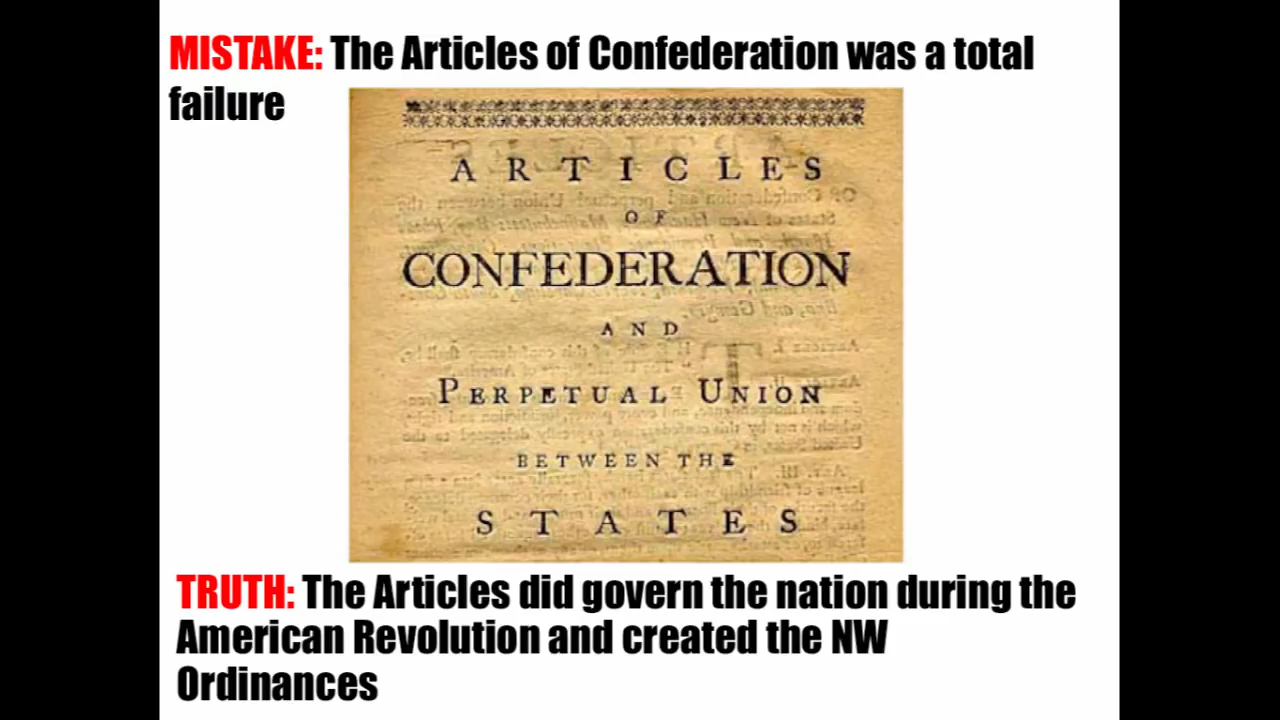 MISTAKE: The Articles of Confederation was a total
failure
ARTICLES
OF
CONFEDERATION
AND
PERPETUAL UNION
BETWEEN THE
STATES
TRUTH: The Articles did govern the nation during the
American Revolution and created the NW
Ordinances